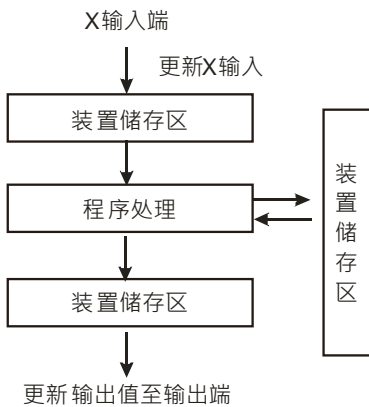 X输入端
更新X输入
装置储存区
程序处理
装置储存区
更新输出值至输出端
装
置
储
存
区